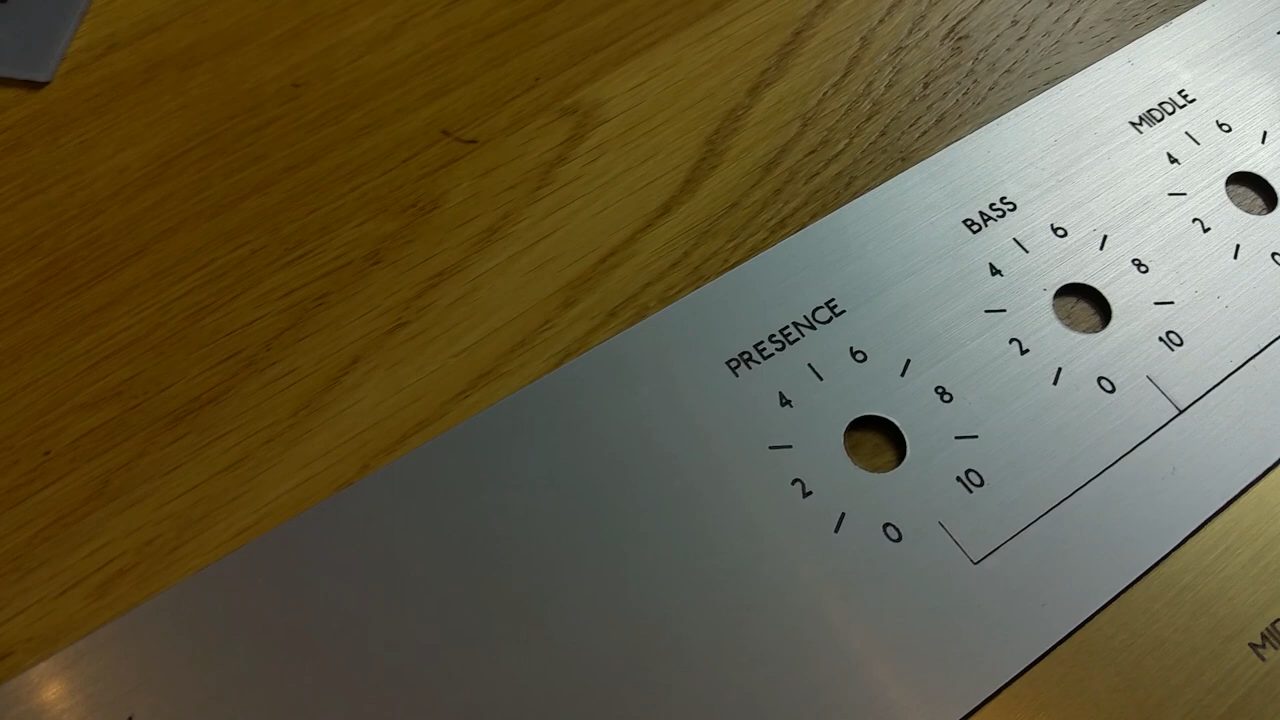 PRESENCE
0 2 4 6 8 10
BASS
0 2 4 6 8 10
MIDDLE
2 4 6